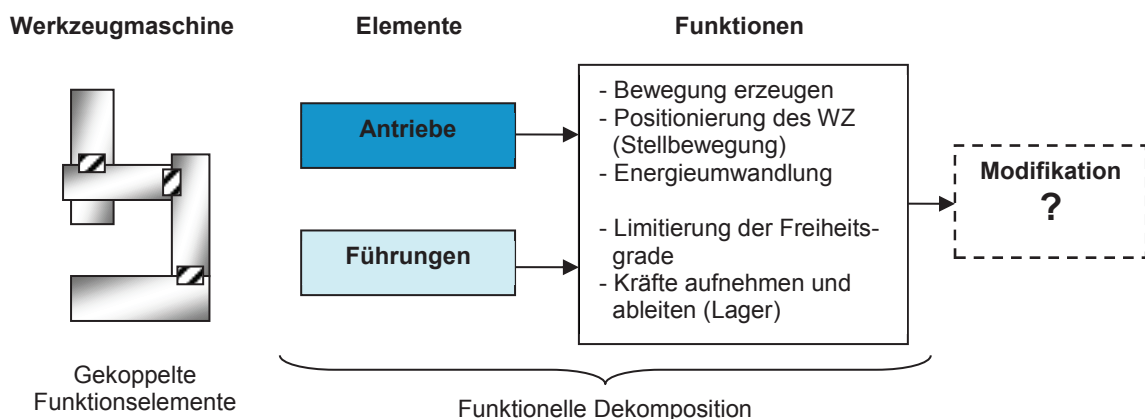 Werkzeugmaschine
Elemente
Funktionen
Antriebe
Führungen
- Bewegung erzeugen
- Positionierung des WZ
(Stellbewegung)
- Energieumwandlung
- Limitierung der Freiheits-
grade
- Kräfte aufnehmen und
ableiten (Lager)
Modifikation
?
Gekoppelte
Funktionselemente
Funktionelle Dekomposition